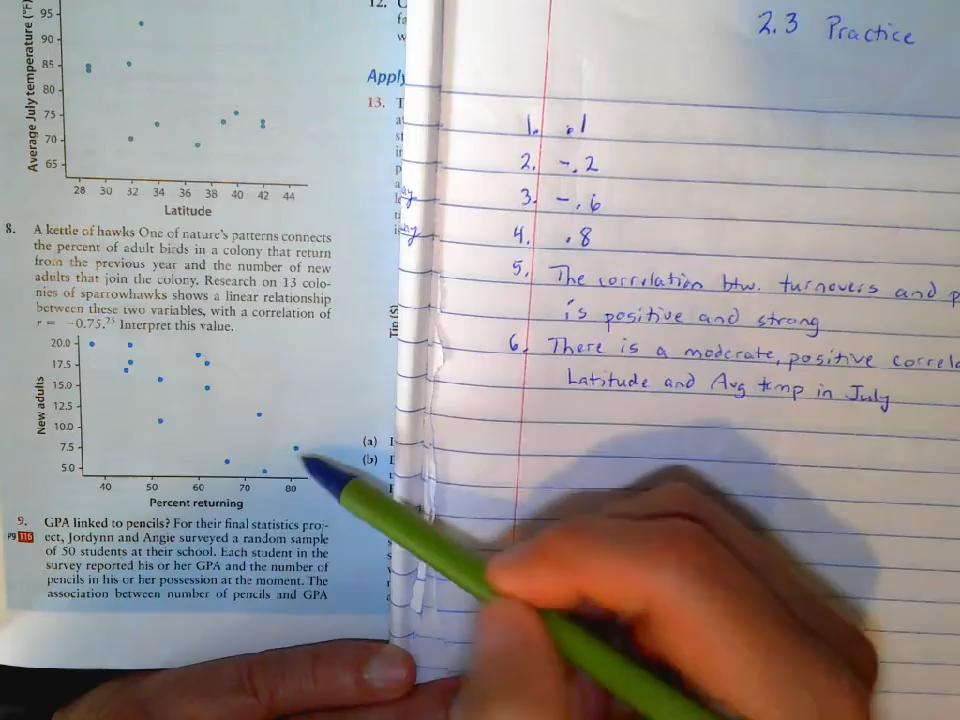 95
90
85
80
75
70
65
Average July temperature (°F)
28 30 32 34 36 38 40 42 44
Latitude
8. A kettle of hawks One of nature's patterns connects
the percent of adult birds in a colony that return
from the previous year and the number of new
adults that join the colony. Research on 13 colo-
nies of sparrowhawks shows a linear relationship
between these two variables, with a correlation of
r = −0.75. Interpret this value.
20.0
17.5
15.0
12.5
10.0
7.5
5.0
New adults
40 50 60 70 80
Percent returning
9. GPA linked to pencils? For their final statistics proj-
pg 116 ect, Jordynn and Angie surveyed a random sample
of 50 students at their school. Each student in the
survey reported his or her GPA and the number of
pencils in his or her possession at the moment. The
association between number of pencils and GPA
12.
Apply
13.
(a)
(b)
2.3 Practice
1. .1
2. -.2
3. -.6
4. .8
5. The corrlation btw. turnovers and
is positive and strong
6. There is a moderate, positive
Latitude and Avg temp in July